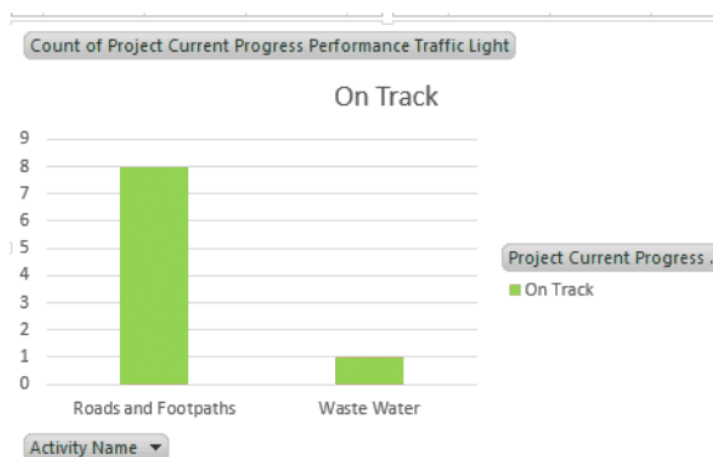 Count of Project Current Progress Performance Traffic Light
On Track
9
8
7
6
5
4
3
2
1
0
Roads and Footpaths
Waste Water
Project Current Progress .
On Track
Activity Name